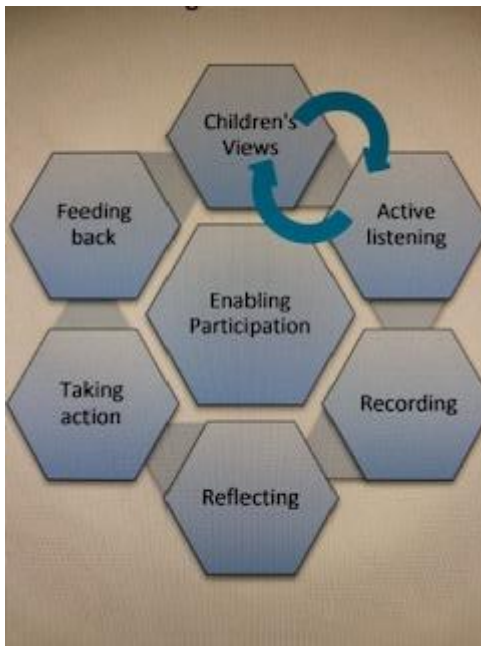 Children's
Views
Active
listening
Recording
Reflecting
Taking
action
Feeding
back
Enabling
Participation